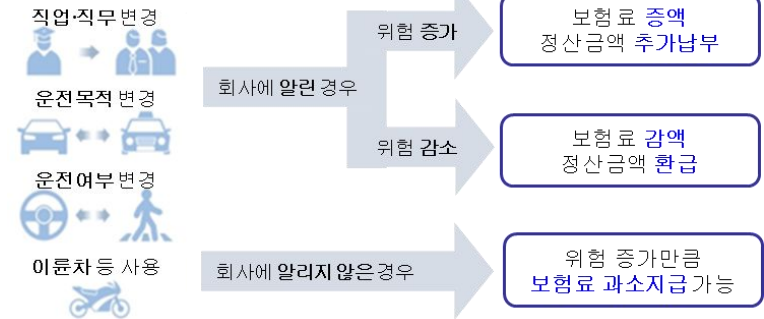 직업·직무 변경
운전목적 변경
운전여부 변경
이륜차 등 사용
회사에 알린 경우
위험 증가
보험료 증액
정산금액 추가납부
위험 감소
보험료 감액
정산금액 환급
회사에 알리지 않은 경우
위험 증가만큼
보험료 과소지급 가능